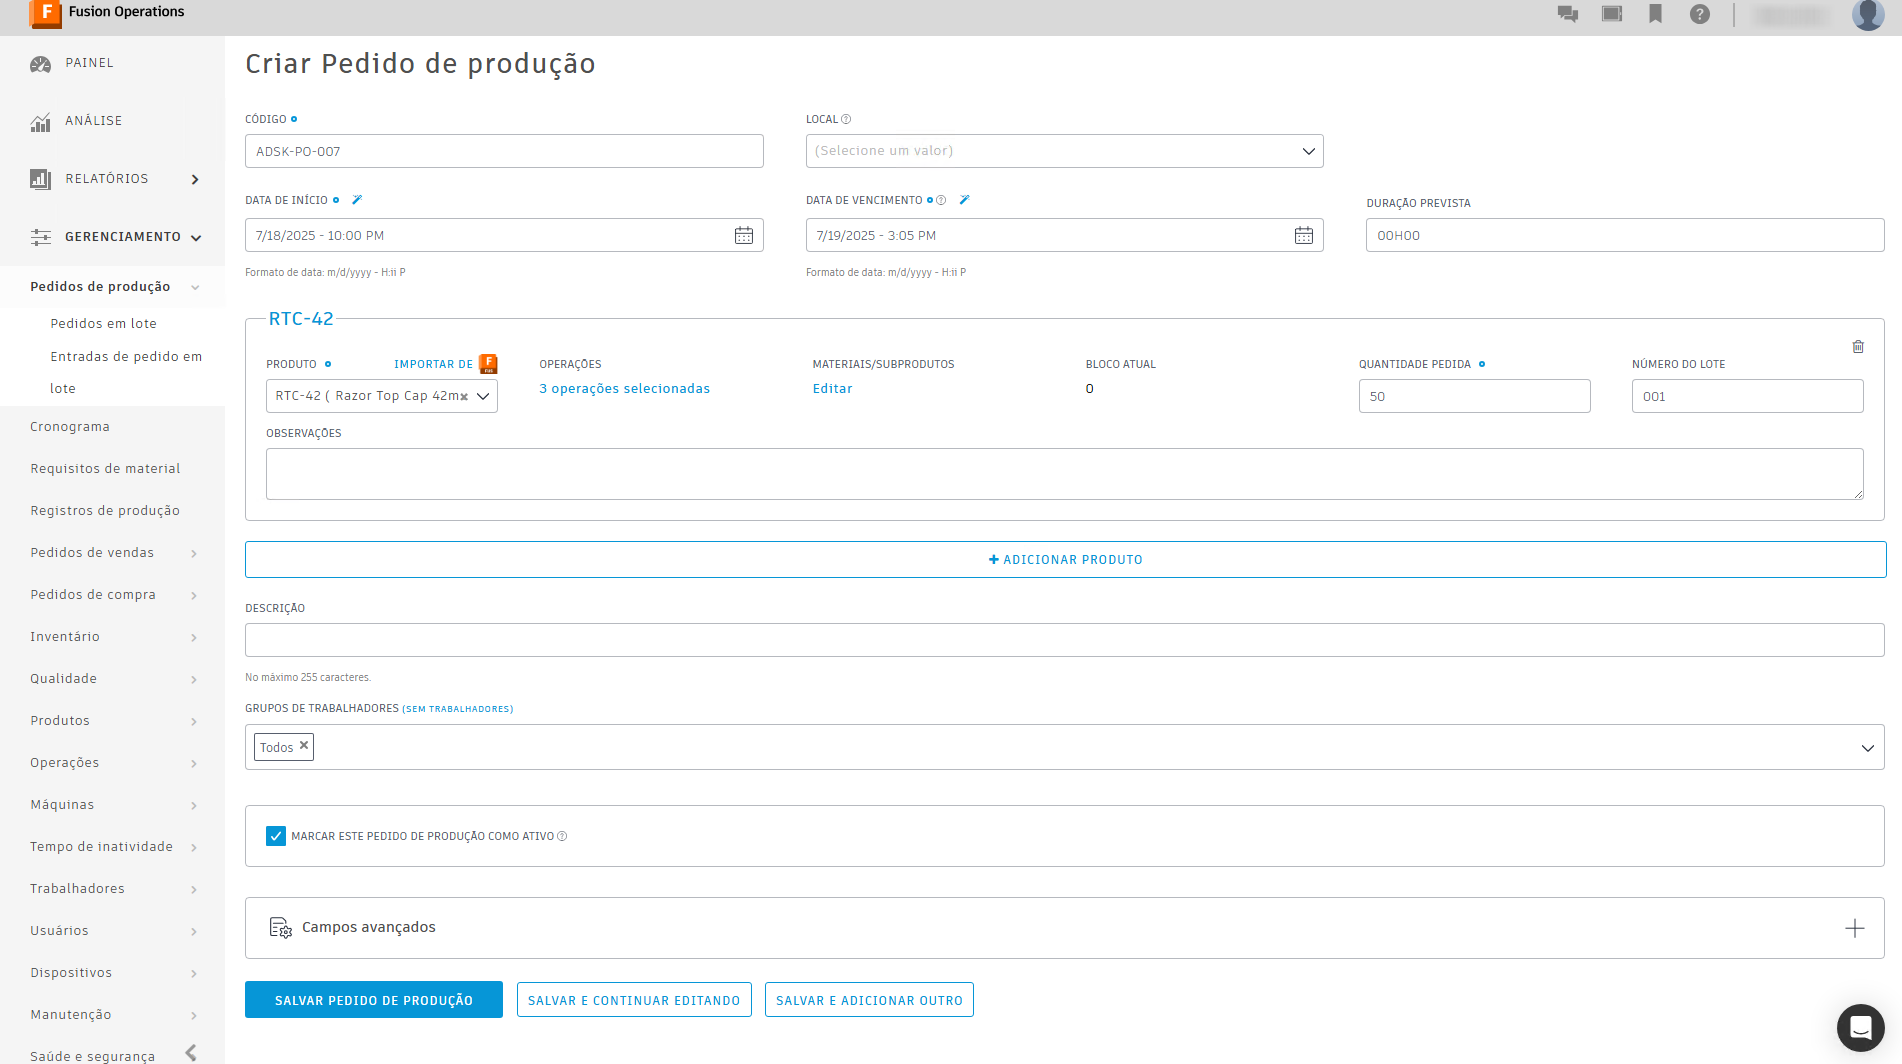 Fusion Operations
PAINEL
ANÁLISE
RELATÓRIOS
GERENCIAMENTO
Pedidos de produção
Pedidos em lote
Entradas de pedido em
lote
Cronograma
Requisitos de material
Registros de produção
Pedidos de vendas
Pedidos de compra
Inventário
Qualidade
Produtos
Operações
Máquinas
Tempo de inatividade
Trabalhadores
Usuários
Dispositivos
Manutenção
Saúde e segurança
Criar Pedido de produção
CÓDIGO
ADSK-PO-007
LOCAL
(Selecione um valor)
DATA DE INÍCIO
7/18/2025 - 10:00 PM
Formato de data: m/d/yyyy - H:ii P
DATA DE VENCIMENTO
7/19/2025 - 3:05 PM
Formato de data: m/d/yyyy - H:ii P
DURAÇÃO PREVISTA
00H00
RTC-42
PRODUTO
IMPORTAR DE
RTC-42 ( Razor Top Cap 42m
OPERAÇÕES
3 operações selecionadas
MATERIAIS/SUBPRODUTOS
Editar
BLOCO ATUAL
0
QUANTIDADE PEDIDA
50
NÚMERO DO LOTE
001
OBSERVAÇÕES
ADICIONAR PRODUTO
DESCRIÇÃO
No máximo 255 caracteres.
GRUPOS DE TRABALHADORES (SEM TRABALHADORES)
Todos
MARCAR ESTE PEDIDO DE PRODUÇÃO COMO ATIVO
Campos avançados
SALVAR PEDIDO DE PRODUÇÃO
SALVAR E CONTINUAR EDITANDO
SALVAR E ADICIONAR OUTRO